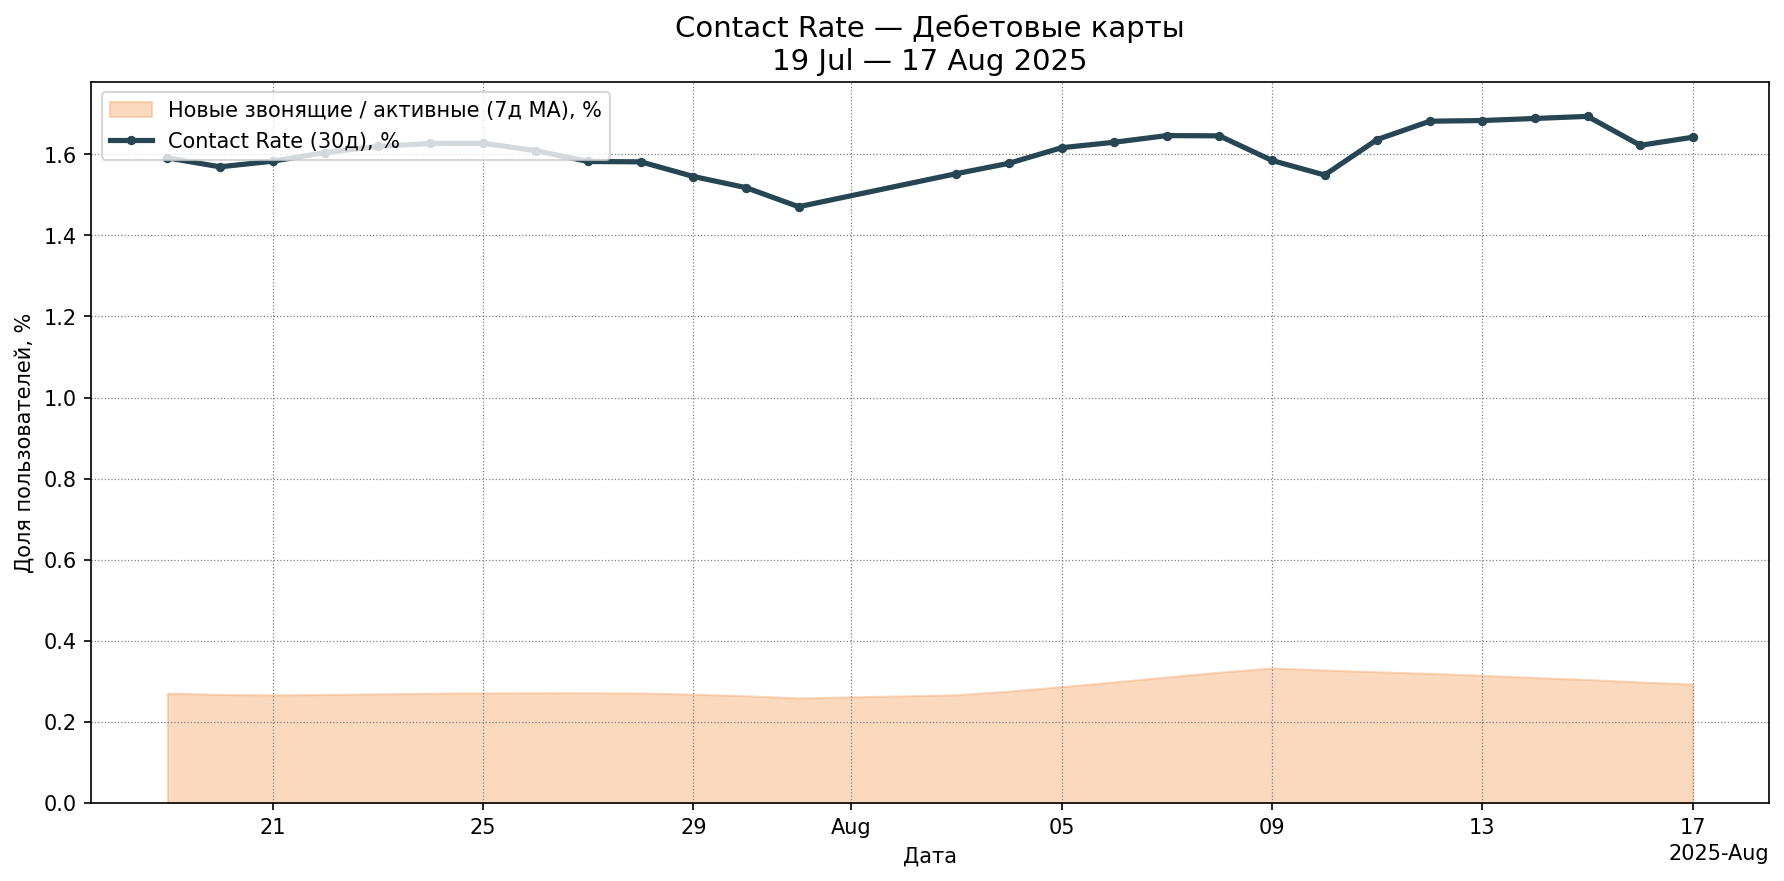 Contact Rate — Дебетовые карты
19 Jul — 17 Aug 2025
Новые звонящие / активные (7д MA), %
Contact Rate (30д), %
Доля пользователей, %
1.6
1.4
1.2
1.0
0.8
0.6
0.4
0.2
0.0
21 25 29 Aug 05 09 13 17
Дата
2025-Aug